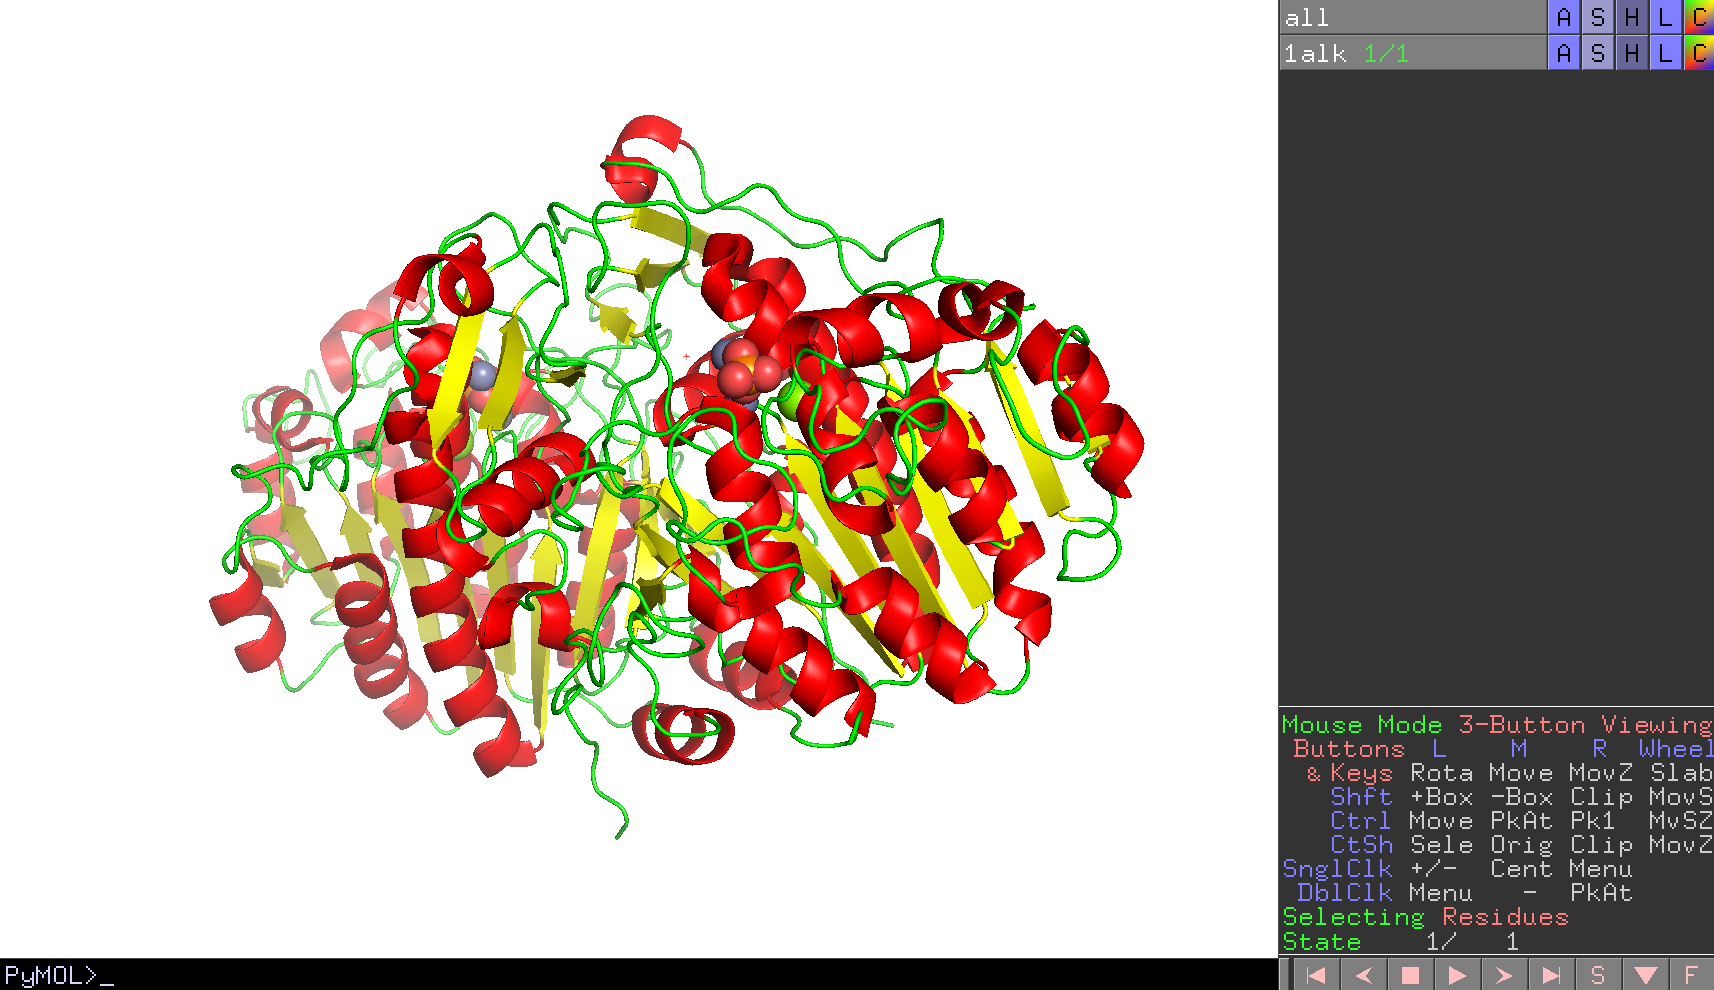 all A S H L C
1alk 1/1 A S H L C
Mouse Mode 3-Button Viewing
Buttons L M R Wheel
& Keys Rota Move MovZ Slab
Shft +Box -Box Clip MovS
Ctrl Move PkAt Pk1 MvSZ
CtSh Sele Orig Clip MovZ
SnglClk +/- Cent Menu
DblClk Menu - PkAt
Selecting Residues
State 1/ 1
S F
PyMOL>_